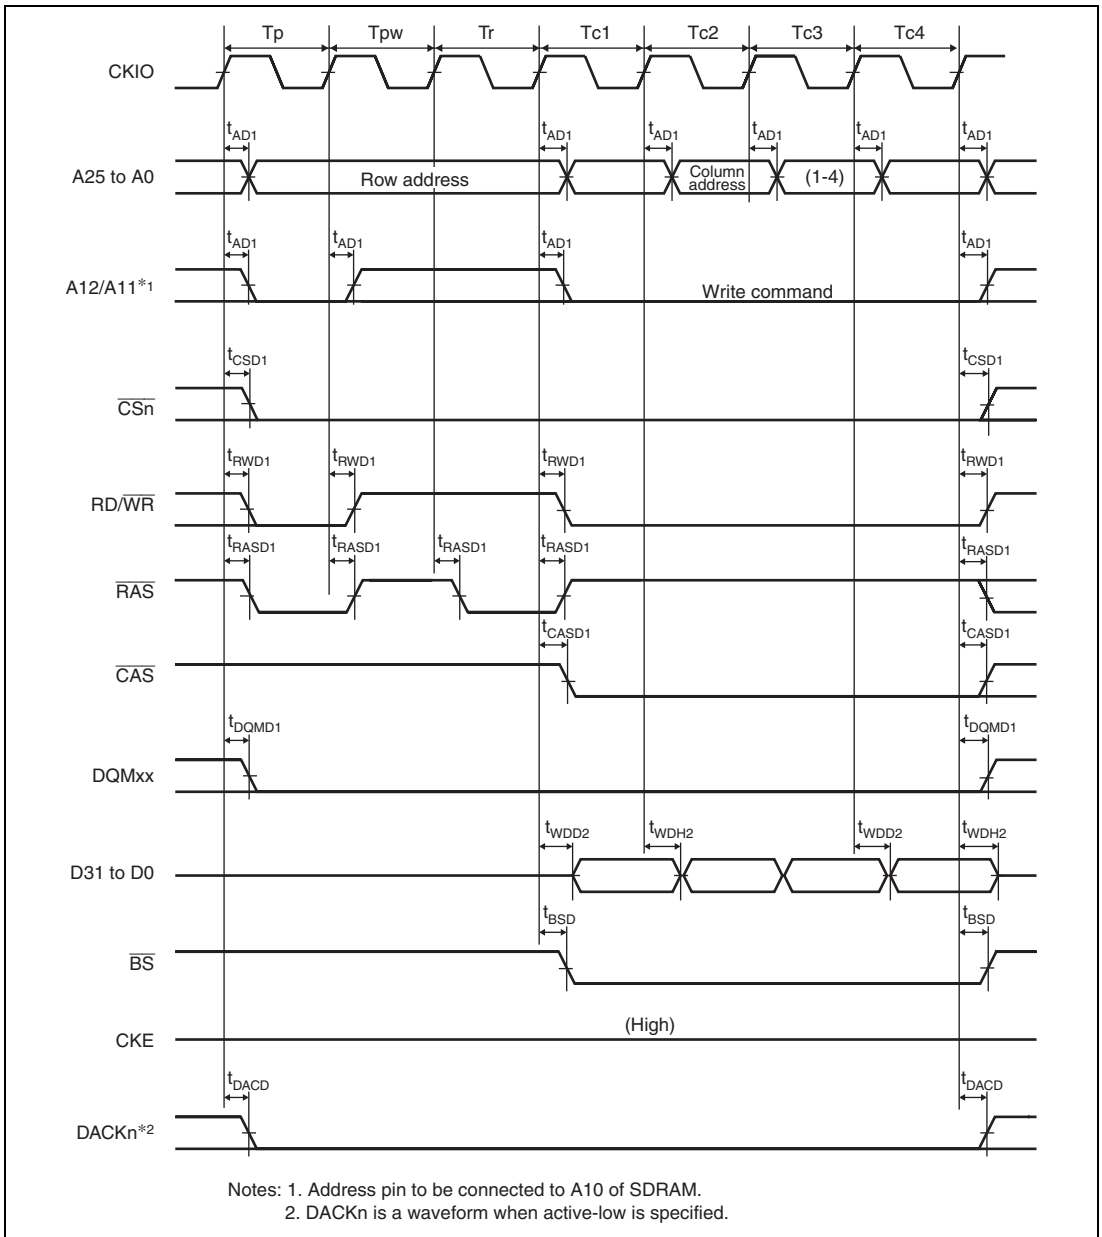 Tp Tpw Tr Tc1 Tc2 Tc3 Tc4
CKIO
tAD1 tAD1 tAD1 tAD1 tAD1 tAD1
A25 to A0
Row address
Column
address
(1-4)
tAD1 tAD1 tAD1 tAD1
A12/A11*1
Write command
tCSD1 tCSD1
CSn
tRWD1 tRWD1 tRWD1 tRWD1
RD/WR
tRASD1 tRASD1 tRASD1 tRASD1 tRASD1
RAS
tCASD1 tCASD1
CAS
tDQMD1 tDQMD1
DQMxx
tWDD2 tWDH2 tWDD2 tWDH2
D31 to D0
tBSD tBSD
BS
(High)
CKE
tDACD tDACD
DACKn*2
Notes: 1. Address pin to be connected to A10 of SDRAM.
2. DACKn is a waveform when active-low is specified.